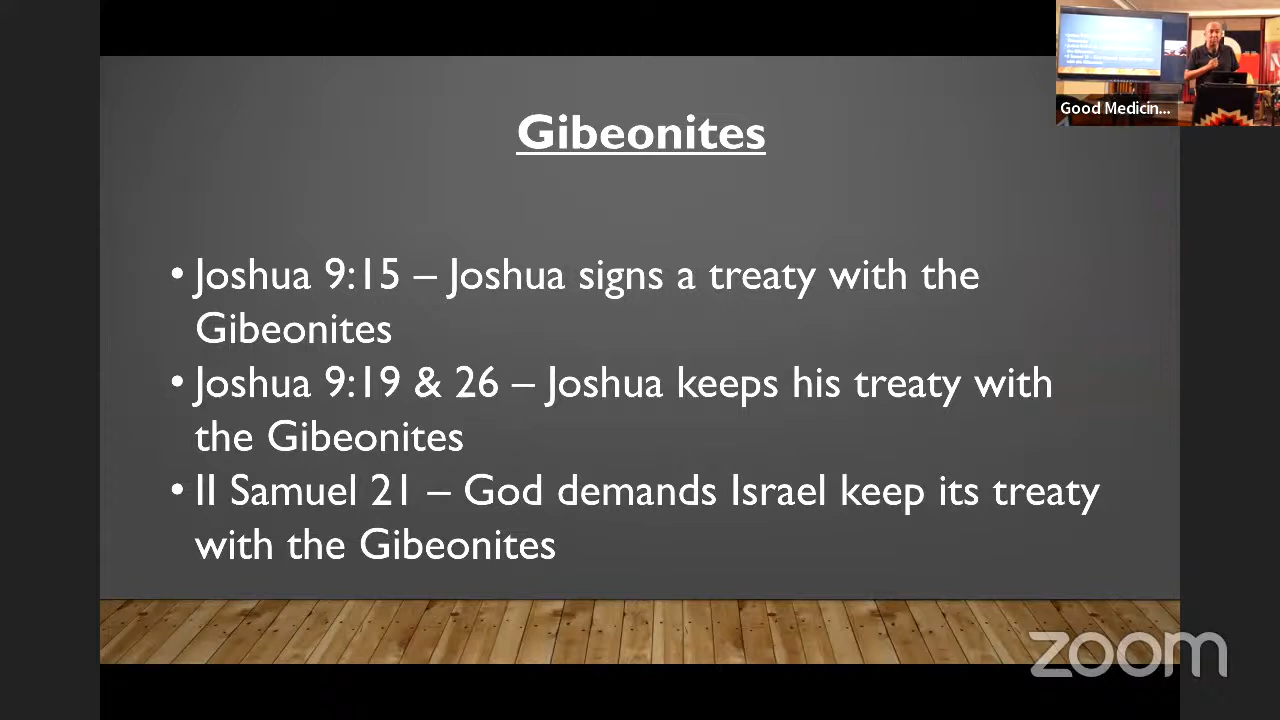 Gibeonites
Good Medicin...
• Joshua 9:15 – Joshua signs a treaty with the
Gibeonites
• Joshua 9:19 & 26 – Joshua keeps his treaty with
the Gibeonites
• II Samuel 21 – God demands Israel keep its treaty
with the Gibeonites
zoom